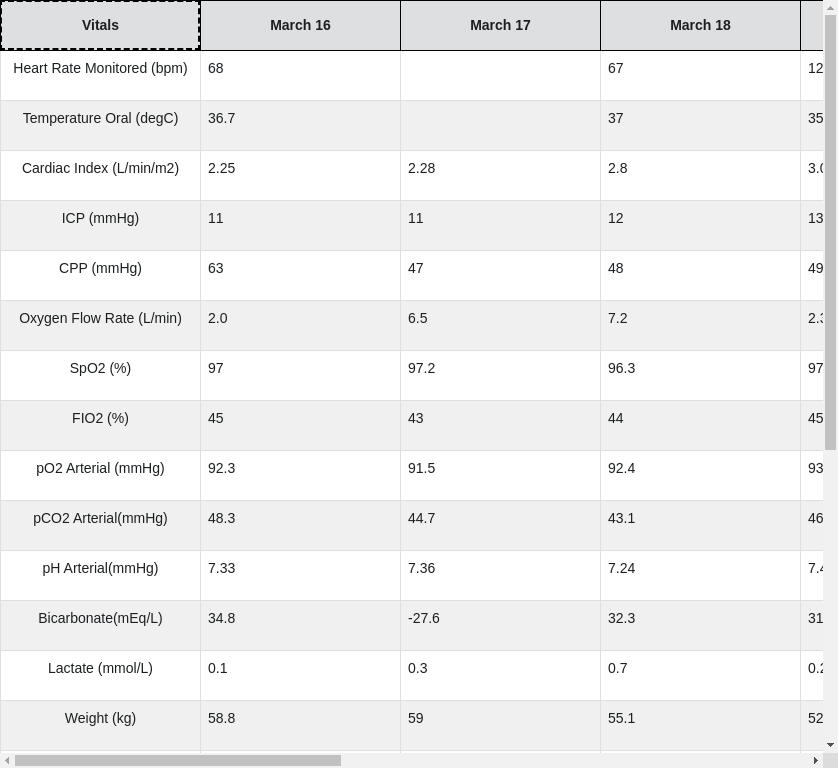 Vitals March 16 March 17 March 18
Heart Rate Monitored (bpm) 68 67 12
Temperature Oral (degC) 36.7 37 35
Cardiac Index (L/min/m2) 2.25 2.28 2.8 3.0
ICP (mmHg) 11 11 12 13
CPP (mmHg) 63 47 48 49
Oxygen Flow Rate (L/min) 2.0 6.5 7.2 2.3
SpO2 (%) 97 97.2 96.3 97
FIO2 (%) 45 43 44 45
pO2 Arterial (mmHg) 92.3 91.5 92.4 93
pCO2 Arterial(mmHg) 48.3 44.7 43.1 46
pH Arterial(mmHg) 7.33 7.36 7.24 7.4
Bicarbonate(mEq/L) 34.8 -27.6 32.3 31
Lactate (mmol/L) 0.1 0.3 0.7 0.2
Weight (kg) 58.8 59 55.1 52